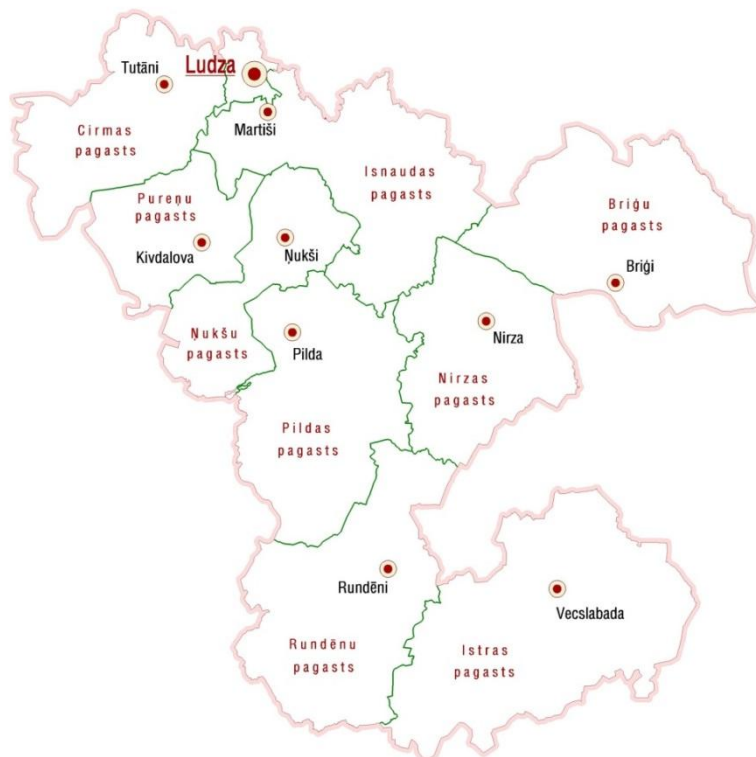 Ludza
Tutāni
Martiši
Cirmas
pagasts
Isnaudas
pagasts
Pureņu
pagasts
Briģu
pagasts
Kivdalova
Ņukši
Briģi
Ņukšu
pagasts
Pilda
Nirza
Nirzas
pagasts
Pildas
pagasts
Rundēni
Vecslabada
Rundēnu
pagasts
Istras
pagasts